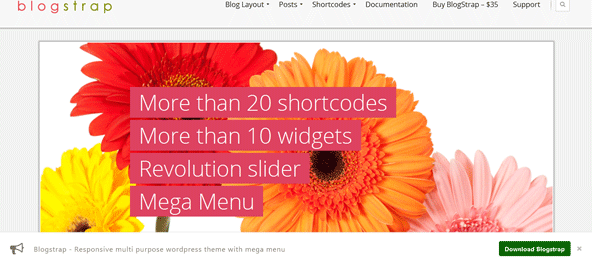 blogstrap
Blog Layout Posts Shortcodes Documentation Buy BlogStrap – $35 Support
More than 20 shortcodes
More than 10 widgets
Revolution slider
Mega Menu
Blogstrap - Responsive multi purpose wordpress theme with mega menu Download Blogstrap ×